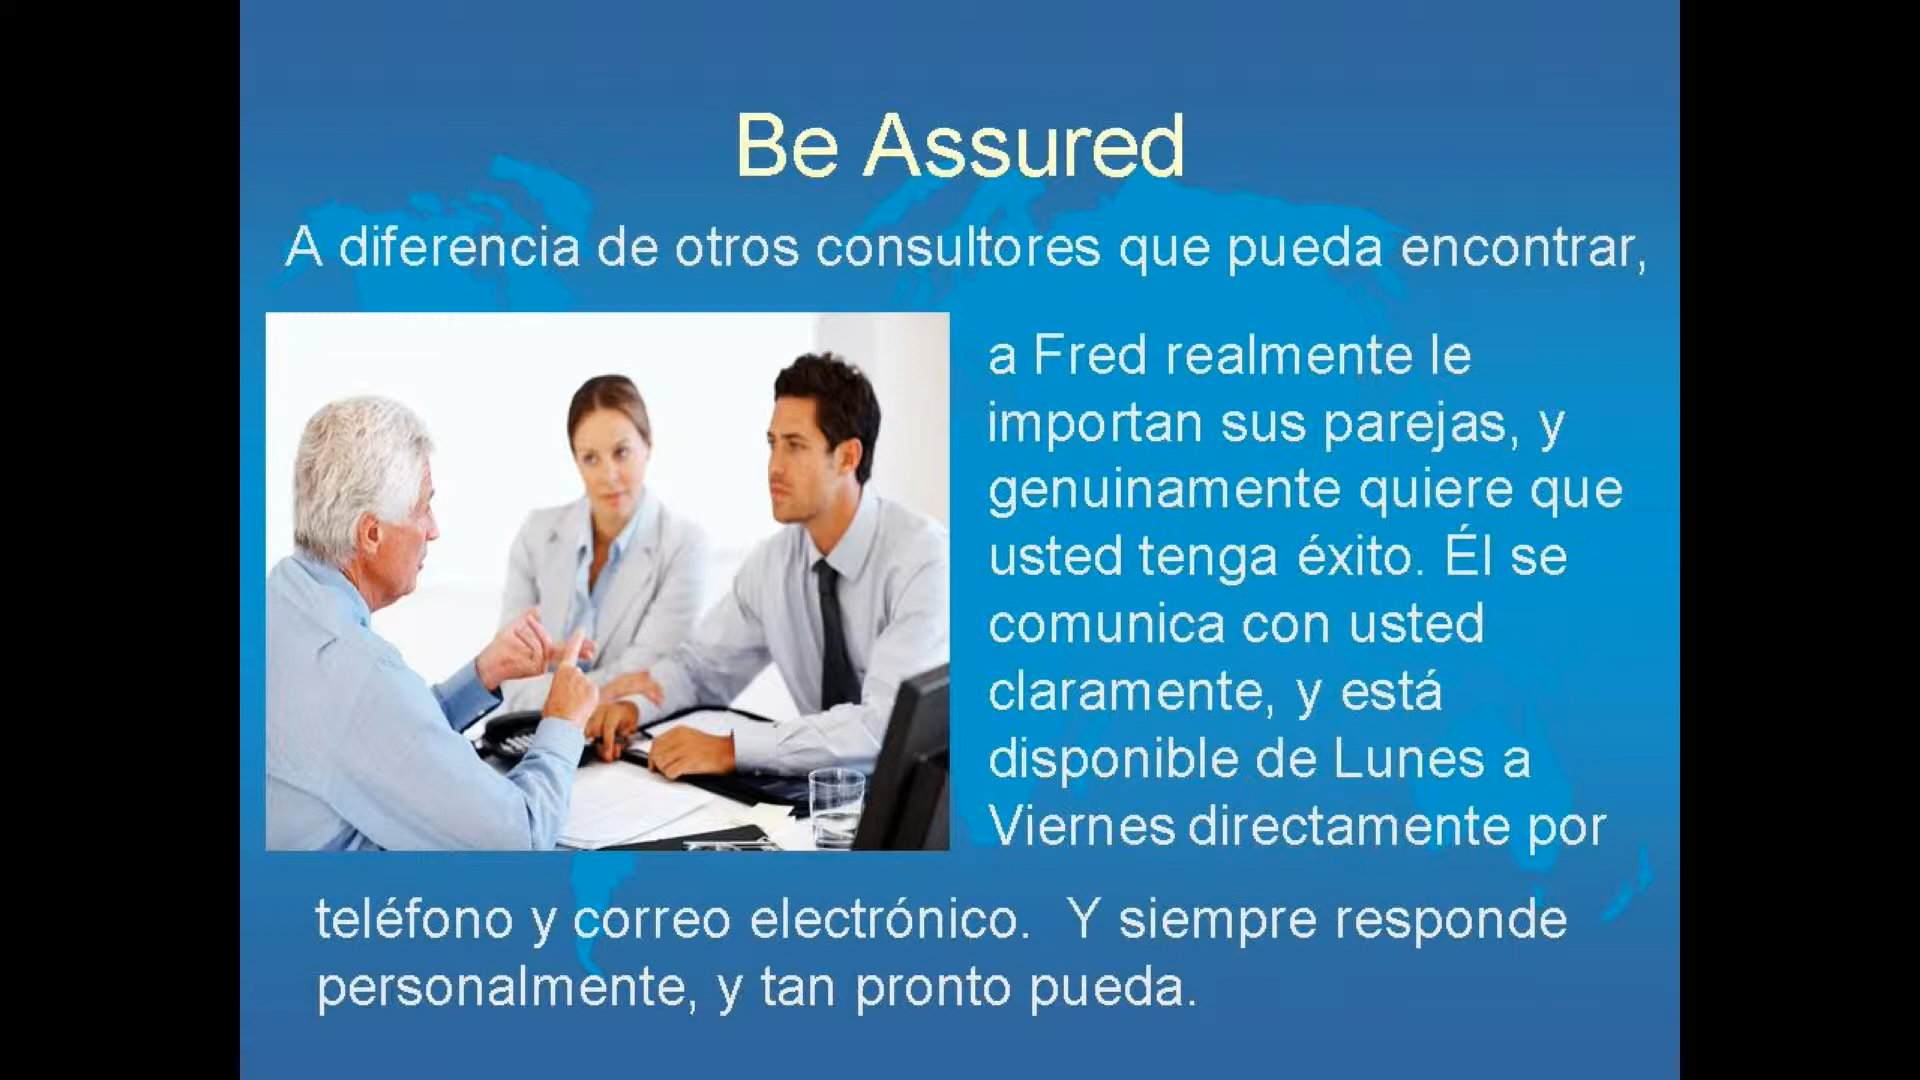 Be Assured
A diferencia de otros consultores que pueda encontrar,
a Fred realmente le
importan sus parejas, y
genuinamente quiere que
usted tenga éxito. Él se
comunica con usted
claramente, y está
disponible de Lunes a
Viernes directamente por
teléfono y correo electrónico.  Y siempre responde
personalmente, y tan pronto pueda.